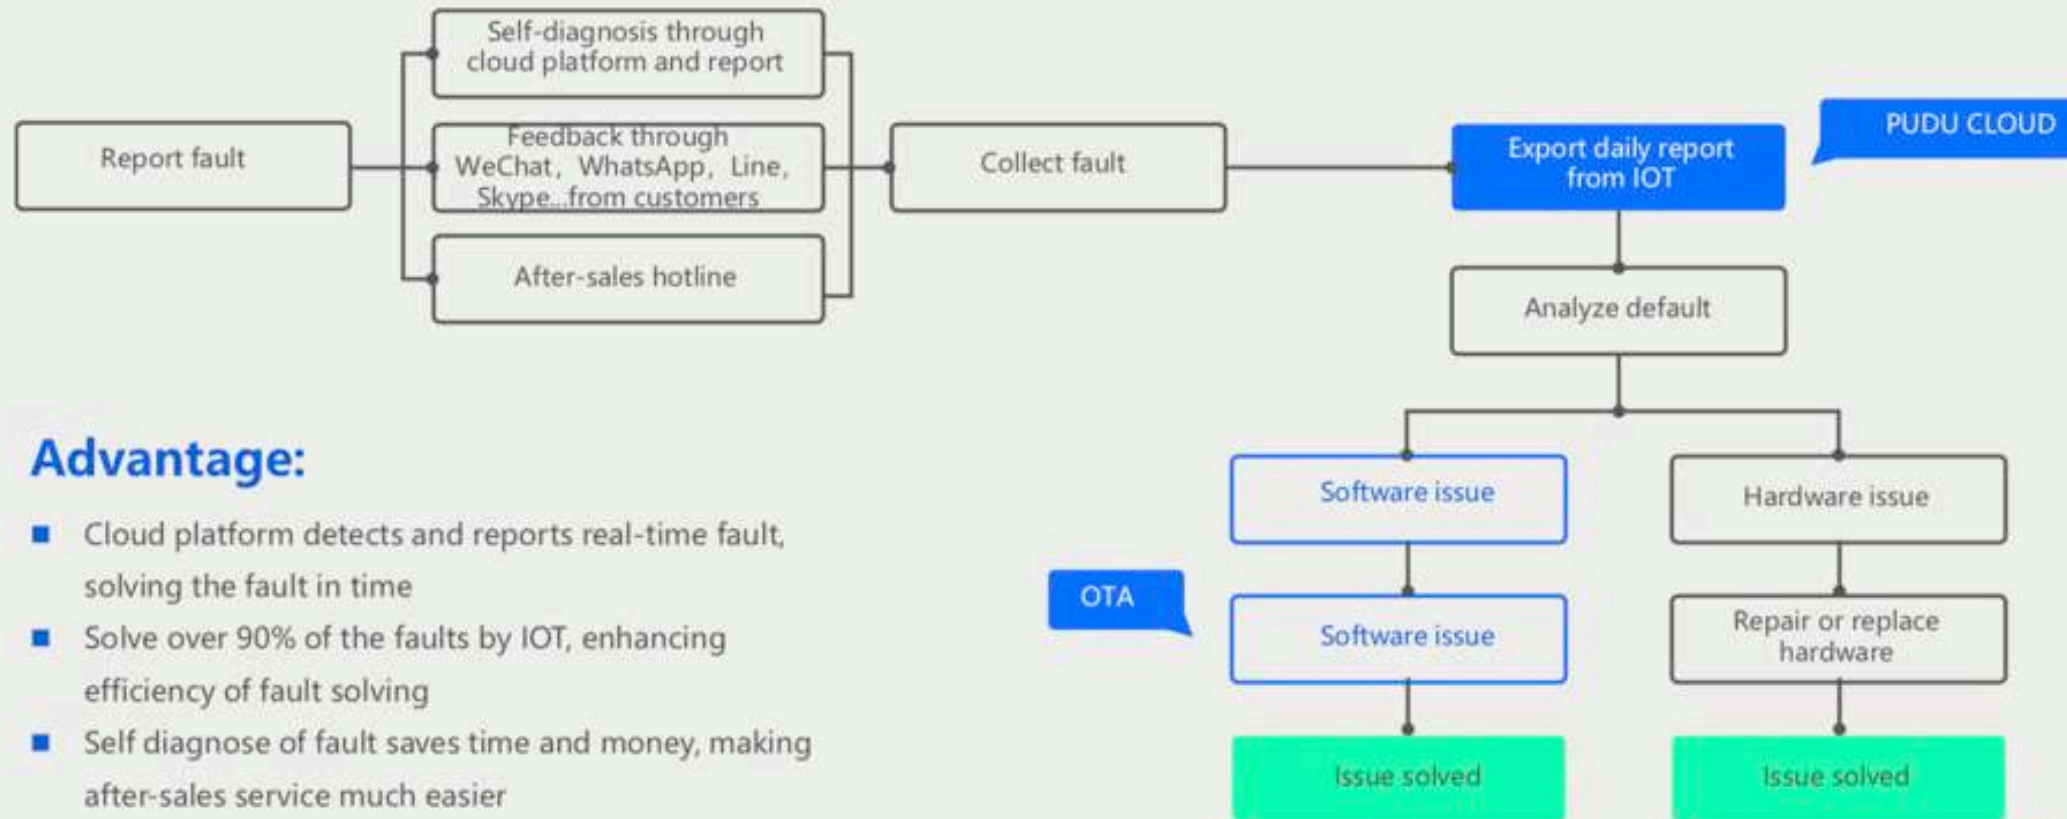 Self-diagnosis through
cloud platform and report
Report fault
Feedback through
WeChat, WhatsApp, Line,
Skype...from customers
After-sales hotline
Collect fault
Export daily report
from IOT
PUDU CLOUD
Analyze default
Software issue
Hardware issue
OTA
Software issue
Repair or replace
hardware
Issue solved
Issue solved
Advantage:
Cloud platform detects and reports real-time fault,
solving the fault in time
Solve over 90% of the faults by IOT, enhancing
efficiency of fault solving
Self diagnose of fault saves time and money, making
after-sales service much easier